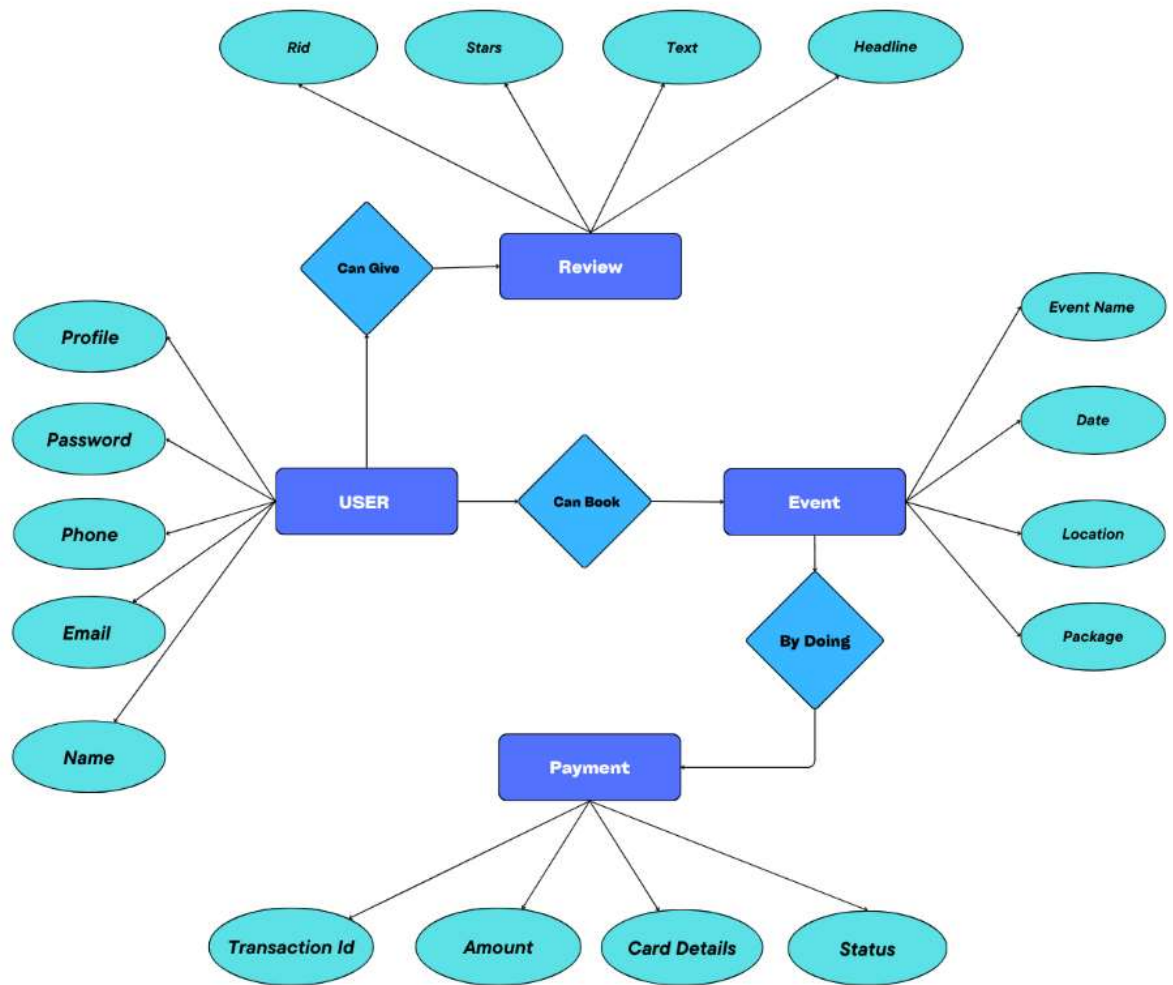 Rid
Stars
Text
Headline
Can Give
Review
Profile
Event Name
Password
Date
USER
Can Book
Event
Phone
Location
Email
By Doing
Package
Name
Payment
Transaction Id
Amount
Card Details
Status